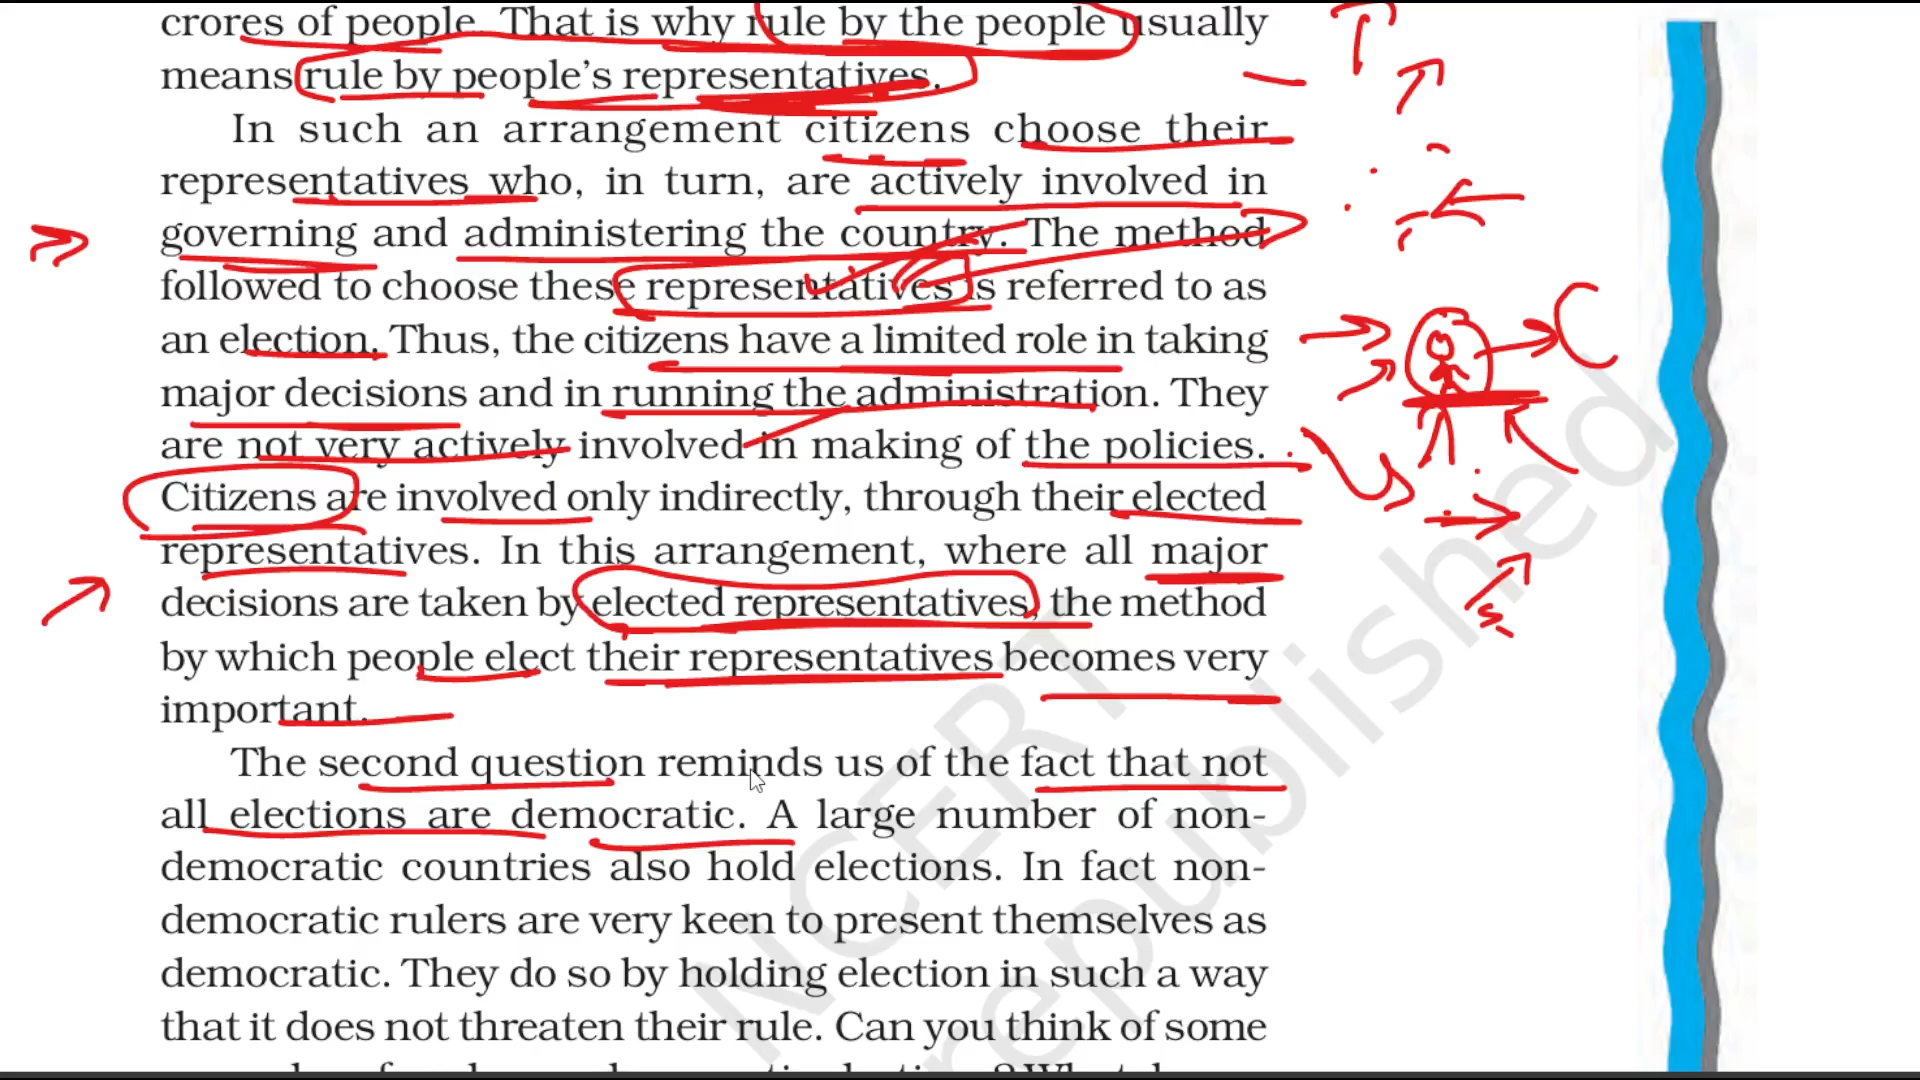 crores of people. That is why rule by the people usually
means rule by people's representatives.
In such an arrangement citizens choose their
representatives who, in turn, are actively involved in
governing and administering the country. The method
followed to choose these representatives is referred to as
an election. Thus, the citizens have a limited role in taking
major decisions and in running the administration. They
are not very actively involved in making of the policies.
Citizens are involved only indirectly, through their elected
representatives. In this arrangement, where all major
decisions are taken by elected representatives, the method
by which people elect their representatives becomes very
important.
The second question reminds us of the fact that not
all elections are democratic. A large number of non-
democratic countries also hold elections. In fact non-
democratic rulers are very keen to present themselves as
democratic. They do so by holding election in such a way
that it does not threaten their rule. Can you think of some
NCERT
republished